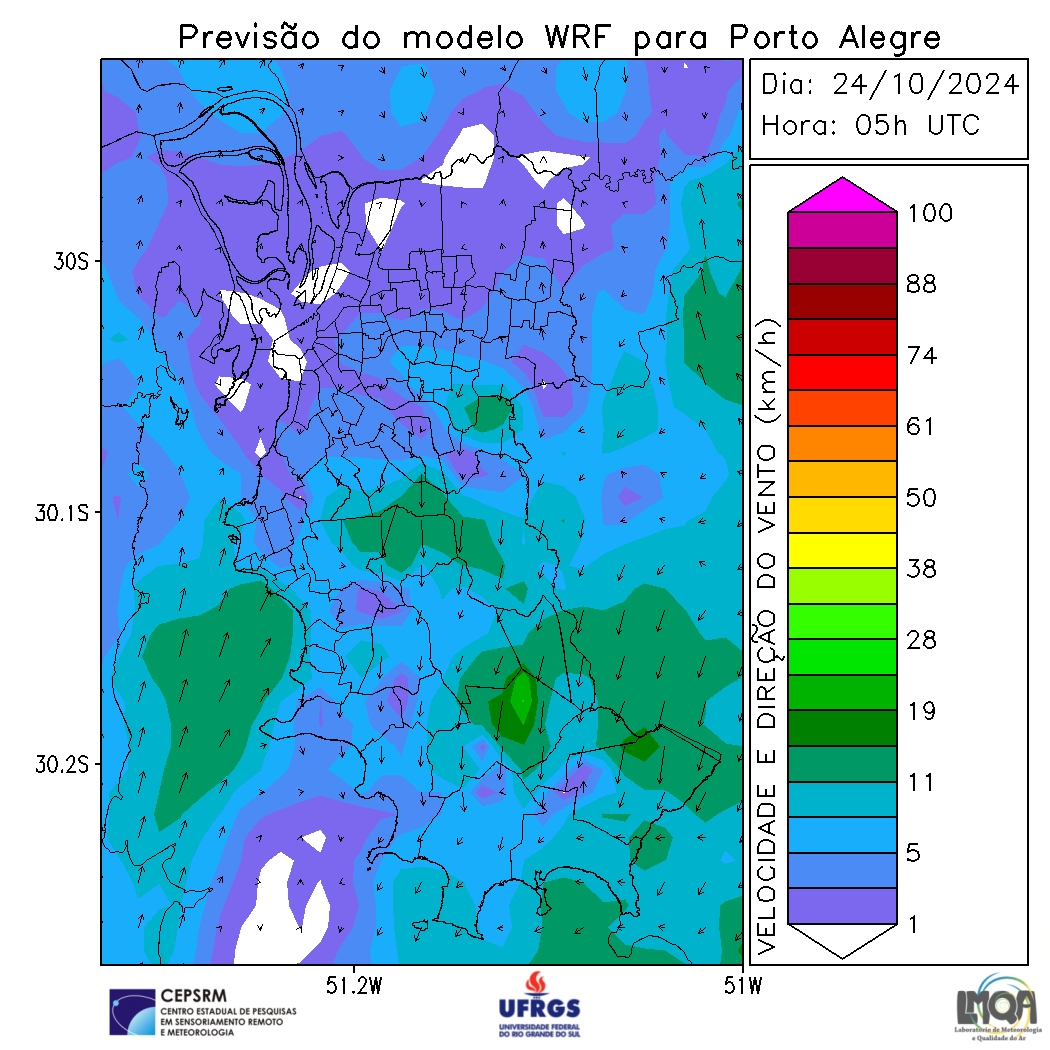 Previsão do modelo WRF para Porto Alegre
Dia: 24/10/2024
Hora: 05h UTC
30S
30.1S
30.2S
51.2W
51W
VELOCIDADE E DIREÇÃO DO VENTO (km/h)
100
88
74
61
50
38
28
19
11
5
1
CEPSRM
CENTRO ESTADUAL DE PESQUISAS
EM SENSORIAMENTO REMOTO
E METEOROLOGIA
UFRGS
UNIVERSIDADE FEDERAL
DO RIO GRANDE DO SUL
LMQA
Laboratório de Meteorologia
e Qualidade do Ar